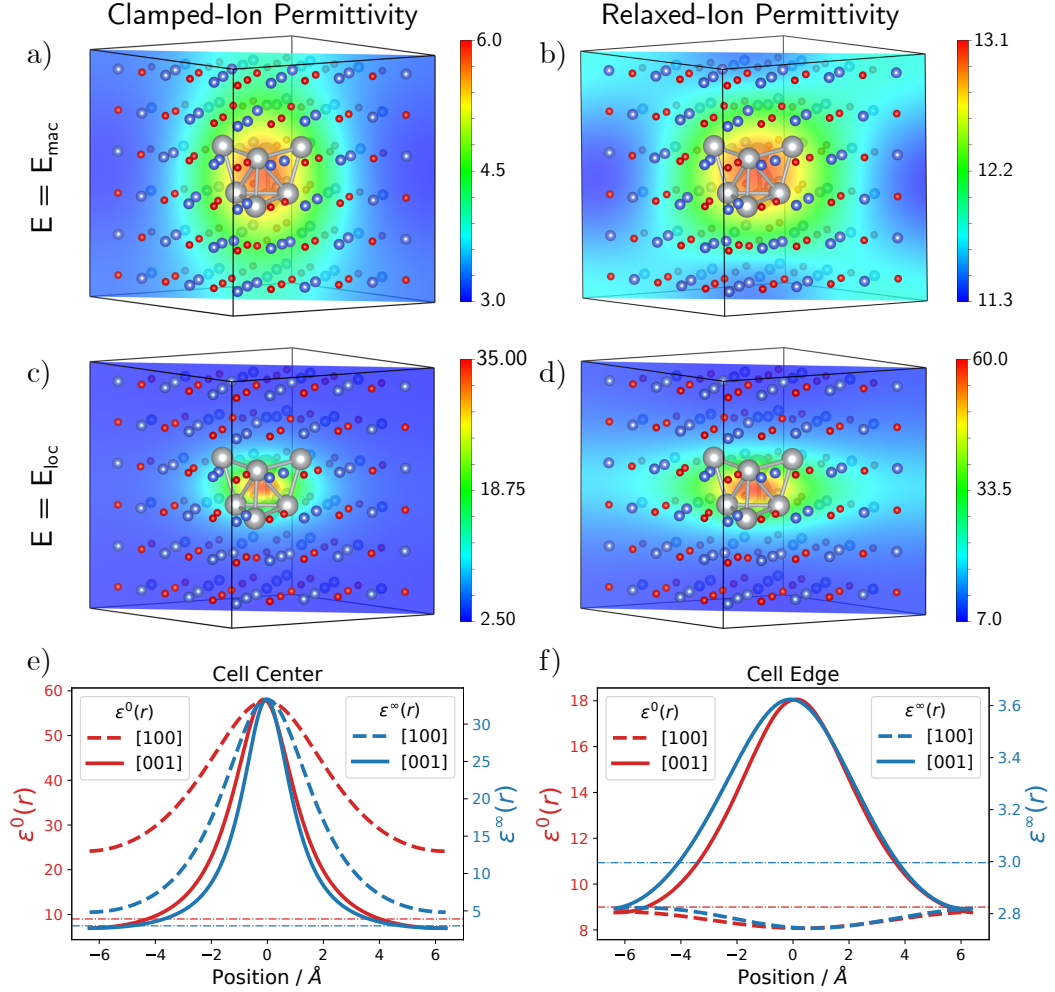 Clamped-Ion Permittivity
Relaxed-Ion Permittivity
a)
6.0
4.5
3.0
b)
13.1
12.2
11.3
E = E_mac
c)
35.00
18.75
2.50
d)
60.0
33.5
7.0
E = E_loc
e)
Cell Center
ε⁰(r)
[100]
[001]
ε^∞(r)
[100]
[001]
60
50
40
30
20
10
ε⁰(r)
30
25
20
15
10
5
ε^∞(r)
−6 −4 −2 0 2 4 6
Position / Å
f)
Cell Edge
ε⁰(r)
[100]
[001]
ε^∞(r)
[100]
[001]
18
16
14
12
10
8
ε⁰(r)
3.6
3.4
3.2
3.0
2.8
ε^∞(r)
−6 −4 −2 0 2 4 6
Position / Å